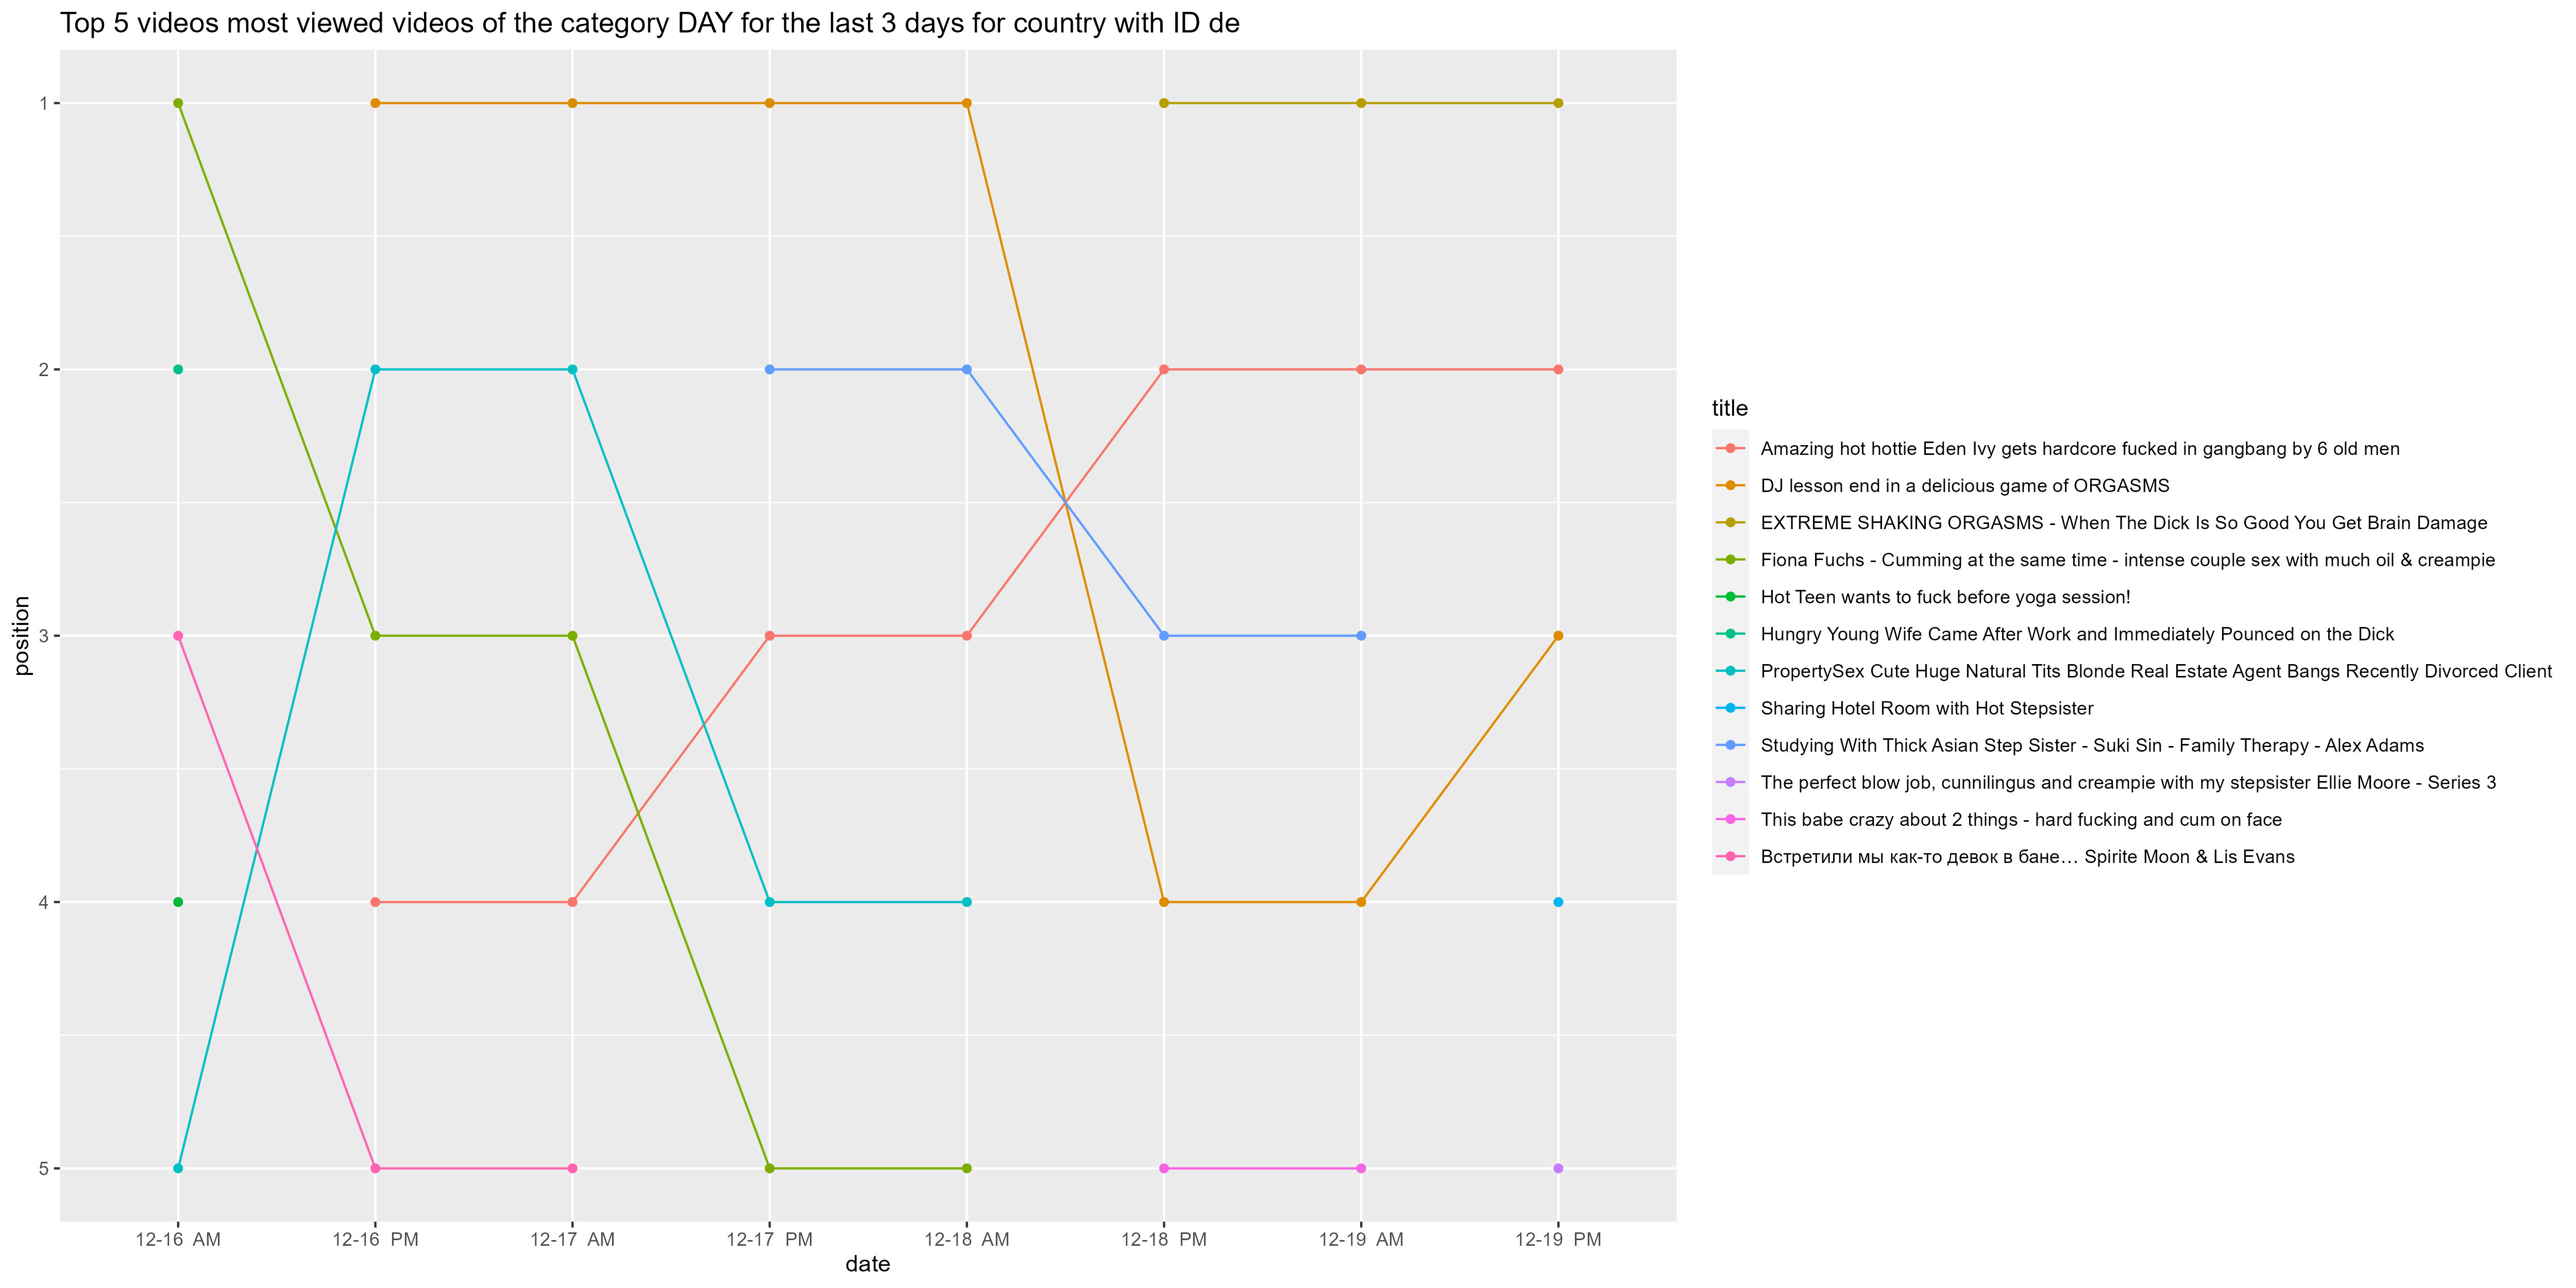 Top 5 videos most viewed videos of the category DAY for the last 3 days for country with ID de
position
1
2
3
4
5
12-16 AM
12-16 PM
12-17 AM
12-17 PM
12-18 AM
12-18 PM
12-19 AM
12-19 PM
date
title
Amazing hot hottie Eden Ivy gets hardcore fucked in gangbang by 6 old men
DJ lesson end in a delicious game of ORGASMS
EXTREME SHAKING ORGASMS - When The Dick Is So Good You Get Brain Damage
Fiona Fuchs - Cumming at the same time - intense couple sex with much oil & creampie
Hot Teen wants to fuck before yoga session!
Hungry Young Wife Came After Work and Immediately Pounced on the Dick
PropertySex Cute Huge Natural Tits Blonde Real Estate Agent Bangs Recently Divorced Client
Sharing Hotel Room with Hot Stepsister
Studying With Thick Asian Step Sister - Suki Sin - Family Therapy - Alex Adams
The perfect blow job, cunnilingus and creampie with my stepsister Ellie Moore - Series 3
This babe crazy about 2 things - hard fucking and cum on face
Встретили мы как-то девок в бане… Spirite Moon & Lis Evans